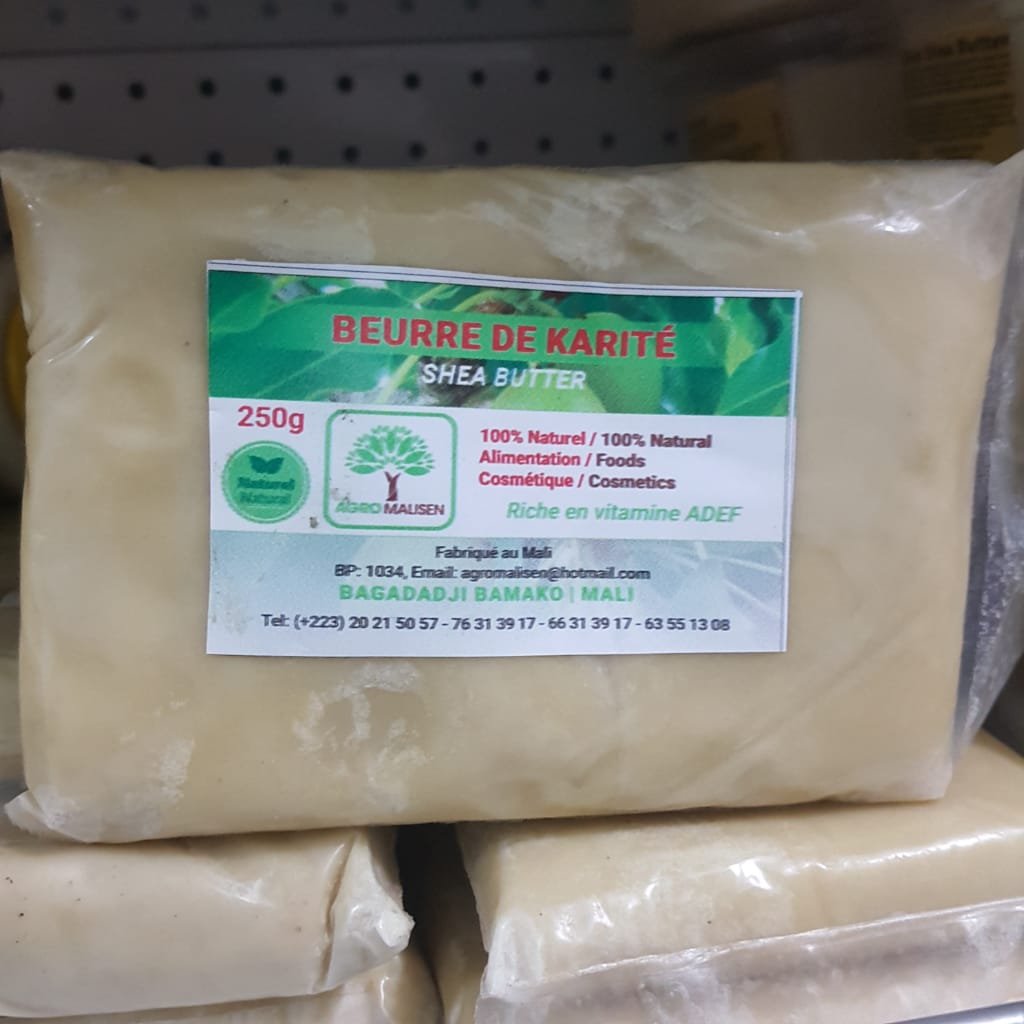 BEURRE DE KARITÉ
SHEA BUTTER
250g
Naturel
Natural
AGRO MALISEN
100% Naturel / 100% Natural
Alimentation / Foods
Cosmétique / Cosmetics
Riche en vitamine ADEF
Fabriqué au Mali
BP: 1034, Email: agromalisen@hotmail.com
BAGADADJI BAMAKO | MALI
Tel: (+223) 20 21 50 57 - 76 31 39 17 - 66 31 39 17 - 63 55 13 08
Shea Butter